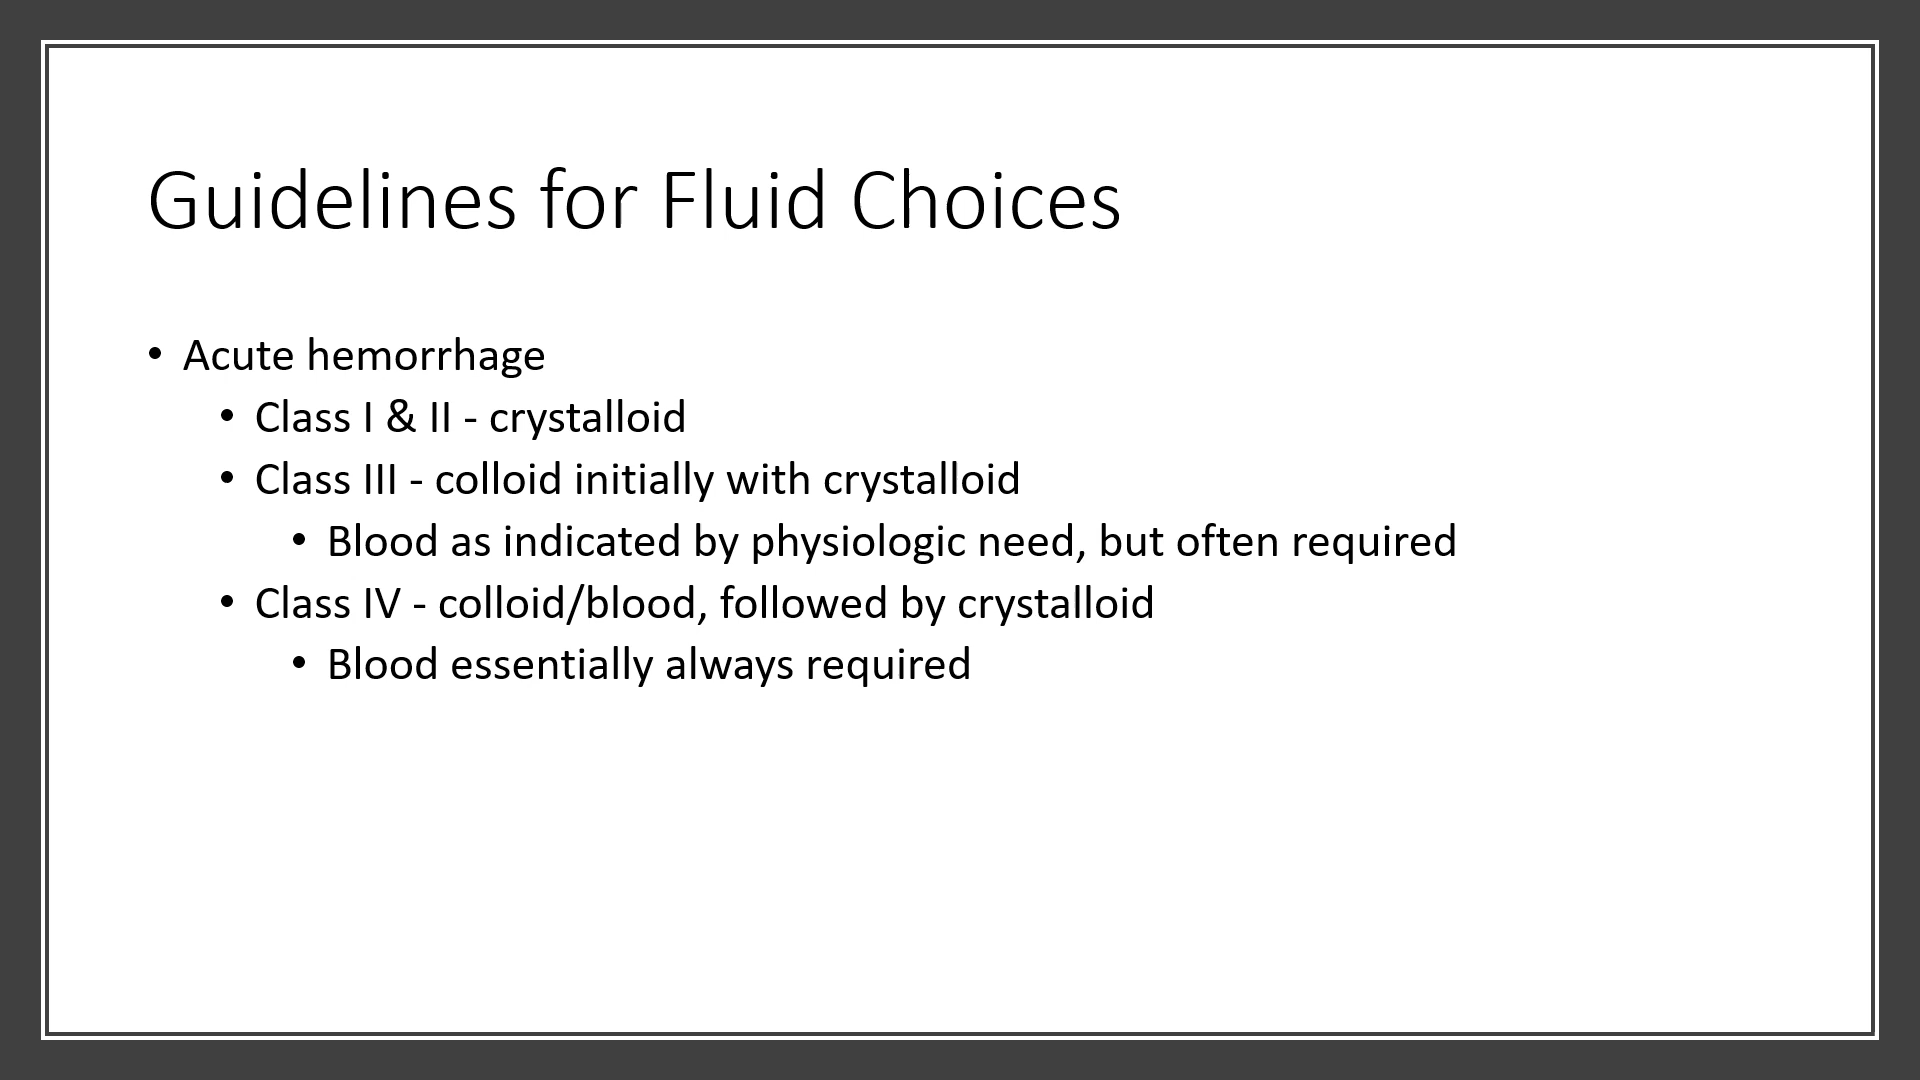 Guidelines for Fluid Choices
• Acute hemorrhage
• Class I & II - crystalloid
• Class III - colloid initially with crystalloid
• Blood as indicated by physiologic need, but often required
• Class IV - colloid/blood, followed by crystalloid
• Blood essentially always required